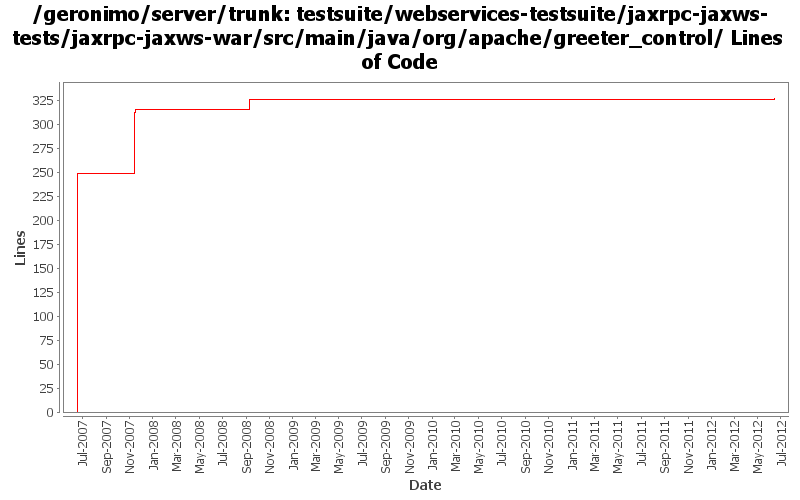 /geronimo/server/trunk: testsuite/webservices-testsuite/jaxrpc-jaxws-
tests/jaxrpc-jaxws-war/src/main/java/org/apache/greeter_control/ Lines
of Code
Lines
325
300
275
250
225
200
175
150
125
100
75
50
25
0
Jul-2007
Sep-2007
Nov-2007
Jan-2008
Mar-2008
May-2008
Jul-2008
Sep-2008
Nov-2008
Jan-2009
Mar-2009
May-2009
Jul-2009
Sep-2009
Nov-2009
Jan-2010
Mar-2010
May-2010
Jul-2010
Sep-2010
Nov-2010
Jan-2011
Mar-2011
May-2011
Jul-2011
Sep-2011
Nov-2011
Jan-2012
Mar-2012
May-2012
Jul-2012
Date